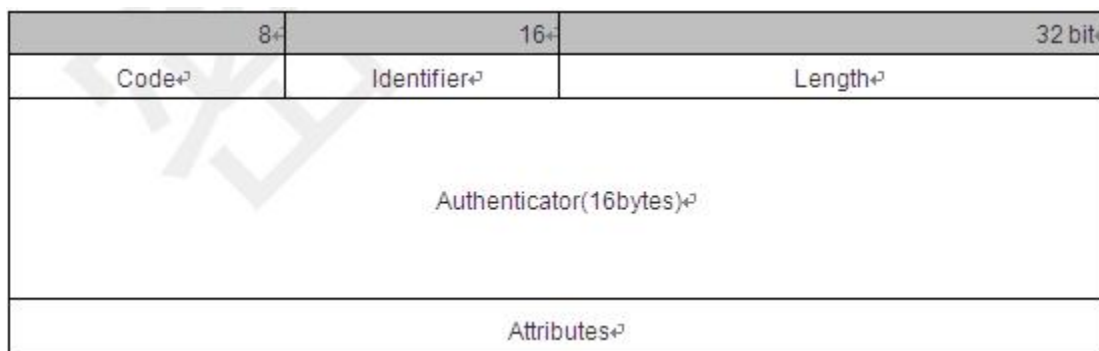 8 16 32 bit
Code Identifier Length
Authenticator(16bytes)
Attributes